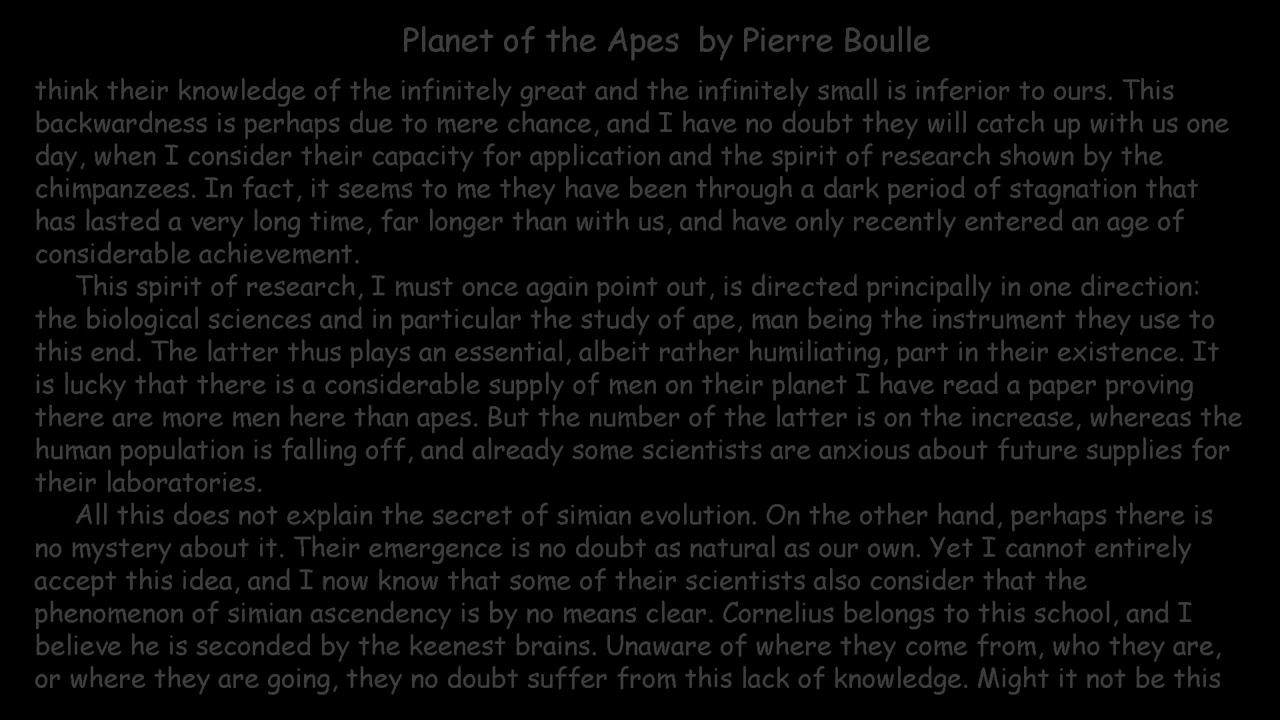 Planet of the Apes by Pierre Boulle
think their knowledge of the infinitely great and the infinitely small is inferior to ours. This
backwardness is perhaps due to mere chance, and I have no doubt they will catch up with us one
day, when I consider their capacity for application and the spirit of research shown by the
chimpanzees. In fact, it seems to me they have been through a dark period of stagnation that
has lasted a very long time, far longer than with us, and have only recently entered an age of
considerable achievement.
This spirit of research, I must once again point out, is directed principally in one direction:
the biological sciences and in particular the study of ape, man being the instrument they use to
this end. The latter thus plays an essential, albeit rather humiliating, part in their existence. It
is lucky that there is a considerable supply of men on their planet I have read a paper proving
there are more men here than apes. But the number of the latter is on the increase, whereas the
human population is falling off, and already some scientists are anxious about future supplies for
their laboratories.
All this does not explain the secret of simian evolution. On the other hand, perhaps there is
no mystery about it. Their emergence is no doubt as natural as our own. Yet I cannot entirely
accept this idea, and I now know that some of their scientists also consider that the
phenomenon of simian ascendency is by no means clear. Cornelius belongs to this school, and I
believe he is seconded by the keenest brains. Unaware of where they come from, who they are,
or where they are going, they no doubt suffer from this lack of knowledge. Might it not be this